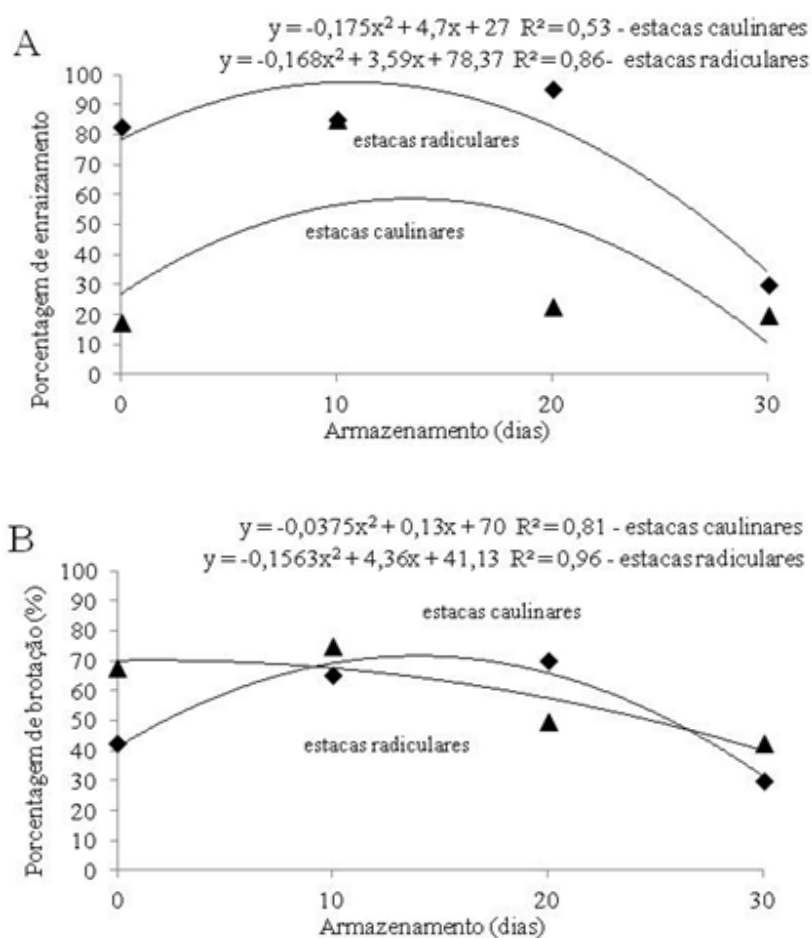 A
y = -0,175x² + 4,7x + 27 R² = 0,53 - estacas caulinares
y = -0,168x² + 3,59x + 78,37 R² = 0,86- estacas radiculares
Porcentagem de enraizamento
100
90
80
70
60
50
40
30
20
10
0
estacas radiculares
estacas caulinares
0 10 20 30
Armazenamento (dias)
B
y = -0,0375x² + 0,13x + 70 R² = 0,81 - estacas caulinares
y = -0,1563x² + 4,36x + 41,13 R² = 0,96 - estacas radiculares
Porcentagem de brotação (%)
100
90
80
70
60
50
40
30
20
10
0
estacas caulinares
estacas radiculares
0 10 20 30
Armazenamento (dias)